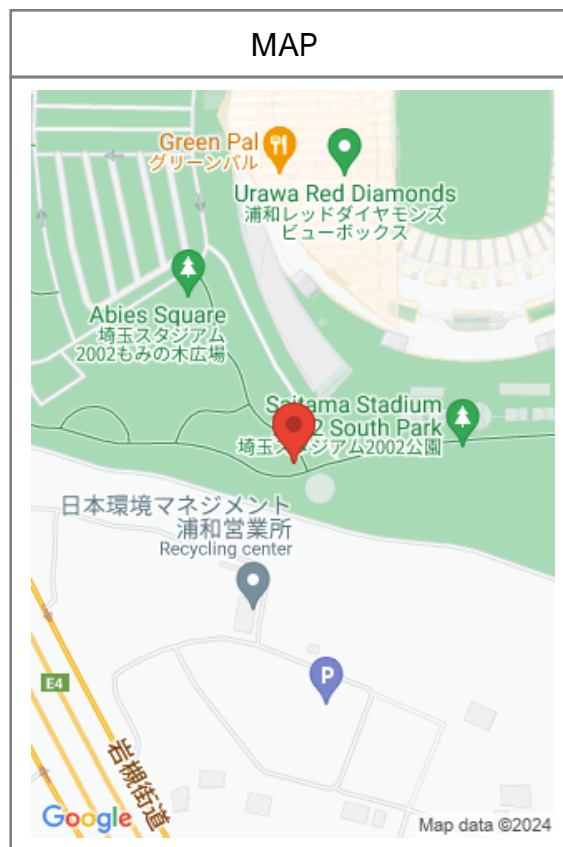 MAP
Green Pal
グリーンパル
Urawa Red Diamonds
浦和レッドダイヤモンズ
ビューボックス
Abies Square
埼玉スタジアム
2002もみの木広場
Saitama Stadium
2 South Park
埼玉スタジアム2002公園
日本環境マネジメント
浦和営業所
Recycling center
P
E4
岩槻街道
Google
Map data ©2024